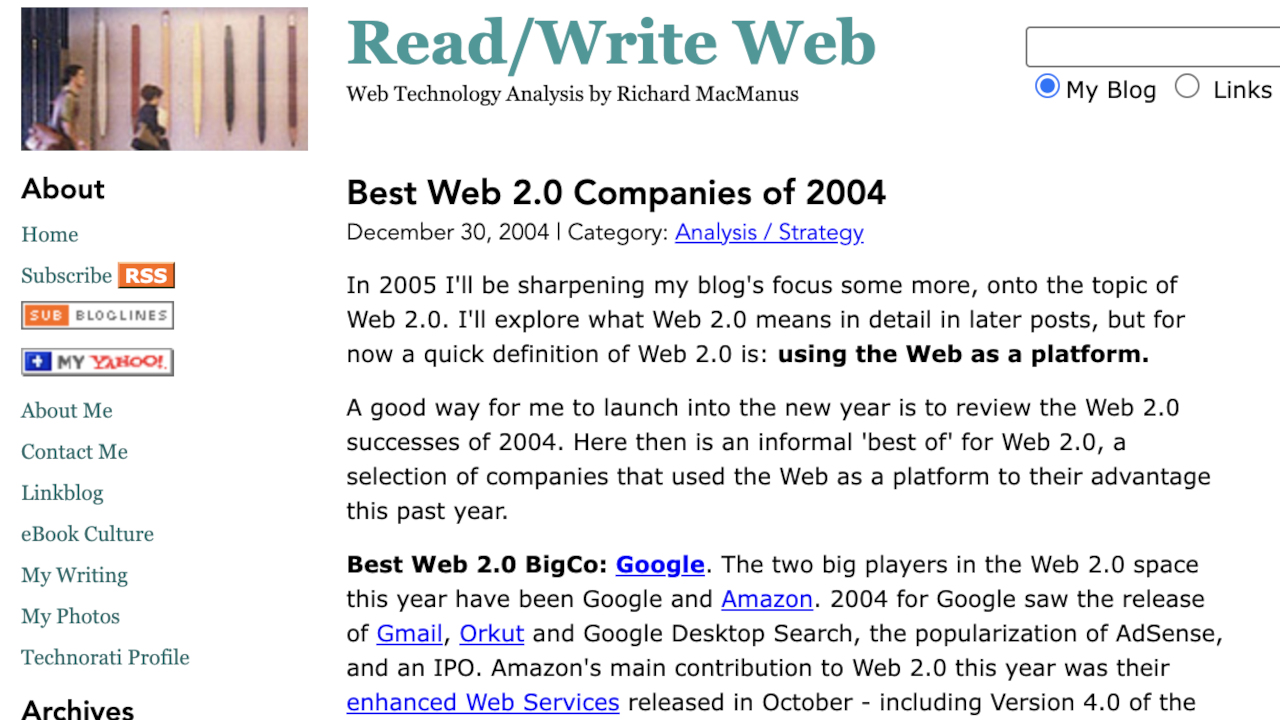 Read/Write Web
Web Technology Analysis by Richard MacManus
My Blog Links
About
Home
Subscribe RSS
SUB BLOGLINES
+ MY YAHOO!
About Me
Contact Me
Linkblog
eBook Culture
My Writing
My Photos
Technorati Profile
Archives
Best Web 2.0 Companies of 2004
December 30, 2004 | Category: Analysis / Strategy
In 2005 I'll be sharpening my blog's focus some more, onto the topic of
Web 2.0. I'll explore what Web 2.0 means in detail in later posts, but for
now a quick definition of Web 2.0 is: using the Web as a platform.
A good way for me to launch into the new year is to review the Web 2.0
successes of 2004. Here then is an informal 'best of' for Web 2.0, a
selection of companies that used the Web as a platform to their advantage
this past year.
Best Web 2.0 BigCo: Google. The two big players in the Web 2.0 space
this year have been Google and Amazon. 2004 for Google saw the release
of Gmail, Orkut and Google Desktop Search, the popularization of AdSense,
and an IPO. Amazon's main contribution to Web 2.0 this year was their
enhanced Web Services released in October - including Version 4.0 of the